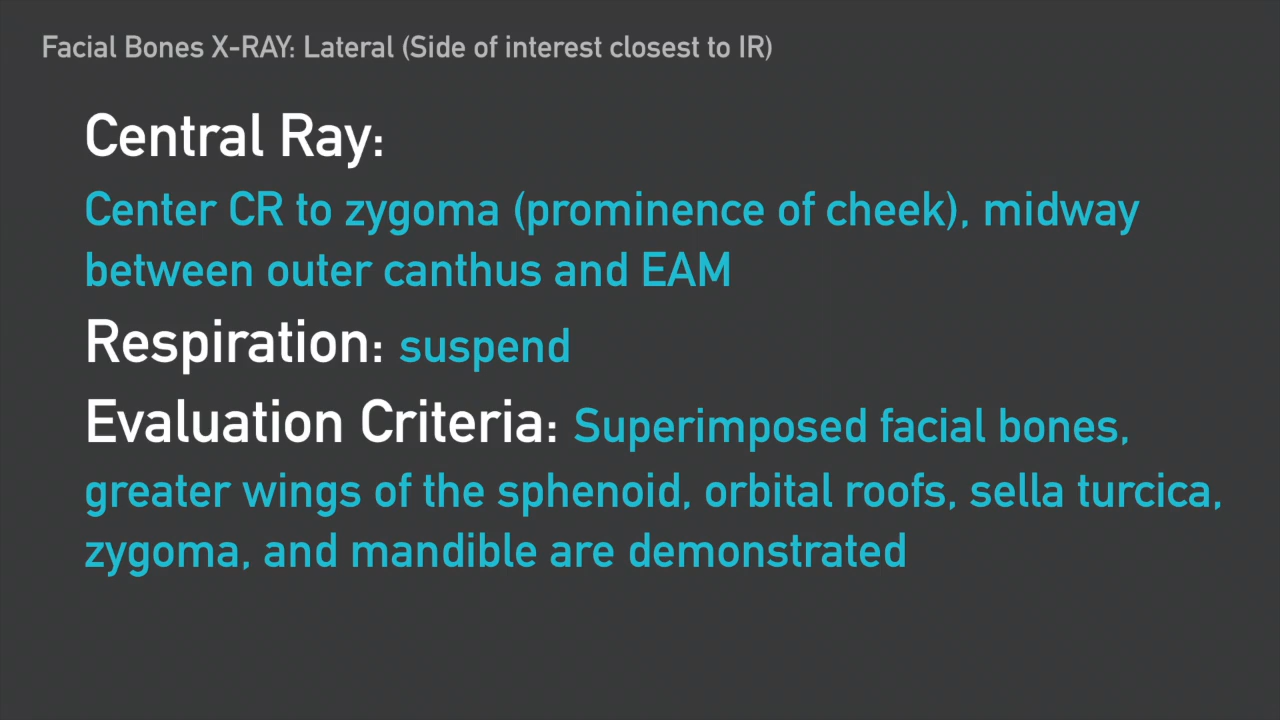 Facial Bones X-RAY: Lateral (Side of interest closest to IR)
Central Ray:
Center CR to zygoma (prominence of cheek), midway
between outer canthus and EAM
Respiration: suspend
Evaluation Criteria: Superimposed facial bones,
greater wings of the sphenoid, orbital roofs, sella turcica,
zygoma, and mandible are demonstrated